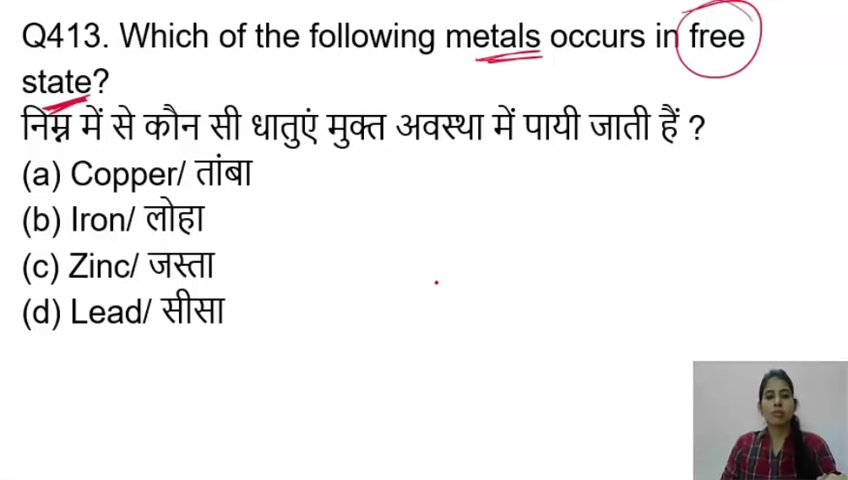 Q413. Which of the following metals occurs in free
state?
निम्न में से कौन सी धातुएं मुक्त अवस्था में पायी जाती हैं ?
(a) Copper/ तांबा
(b) Iron/ लोहा
(c) Zinc/ जस्ता
(d) Lead/ सीसा